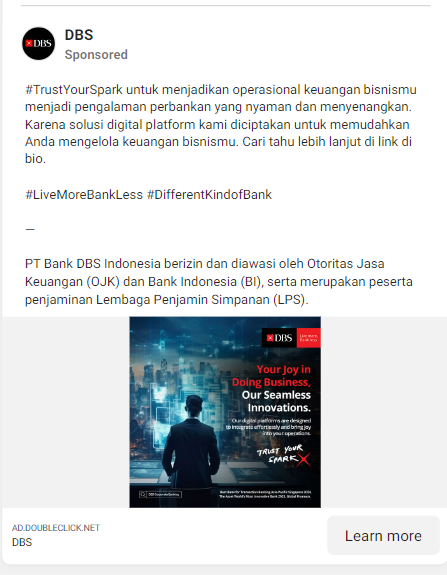 DBS
DBS
Sponsored
#TrustYourSpark untuk menjadikan operasional keuangan bisnismu
menjadi pengalaman perbankan yang nyaman dan menyenangkan.
Karena solusi digital platform kami diciptakan untuk memudahkan
Anda mengelola keuangan bisnismu. Cari tahu lebih lanjut di link di
bio.
#LiveMoreBankLess #DifferentKindofBank
—
PT Bank DBS Indonesia berizin dan diawasi oleh Otoritas Jasa
Keuangan (OJK) dan Bank Indonesia (BI), serta merupakan peserta
penjaminan Lembaga Penjamin Simpanan (LPS).
DBS
Live more,
Bank less
Your Joy in
Doing Business,
Our Seamless
Innovations.
Our digital platforms are designed
to integrate effortlessly and bring joy
into your operations.
TRUST YOUR
SPARK
DBS Corporate Banking
AD.DOUBLECLICK.NET
DBS
Learn more